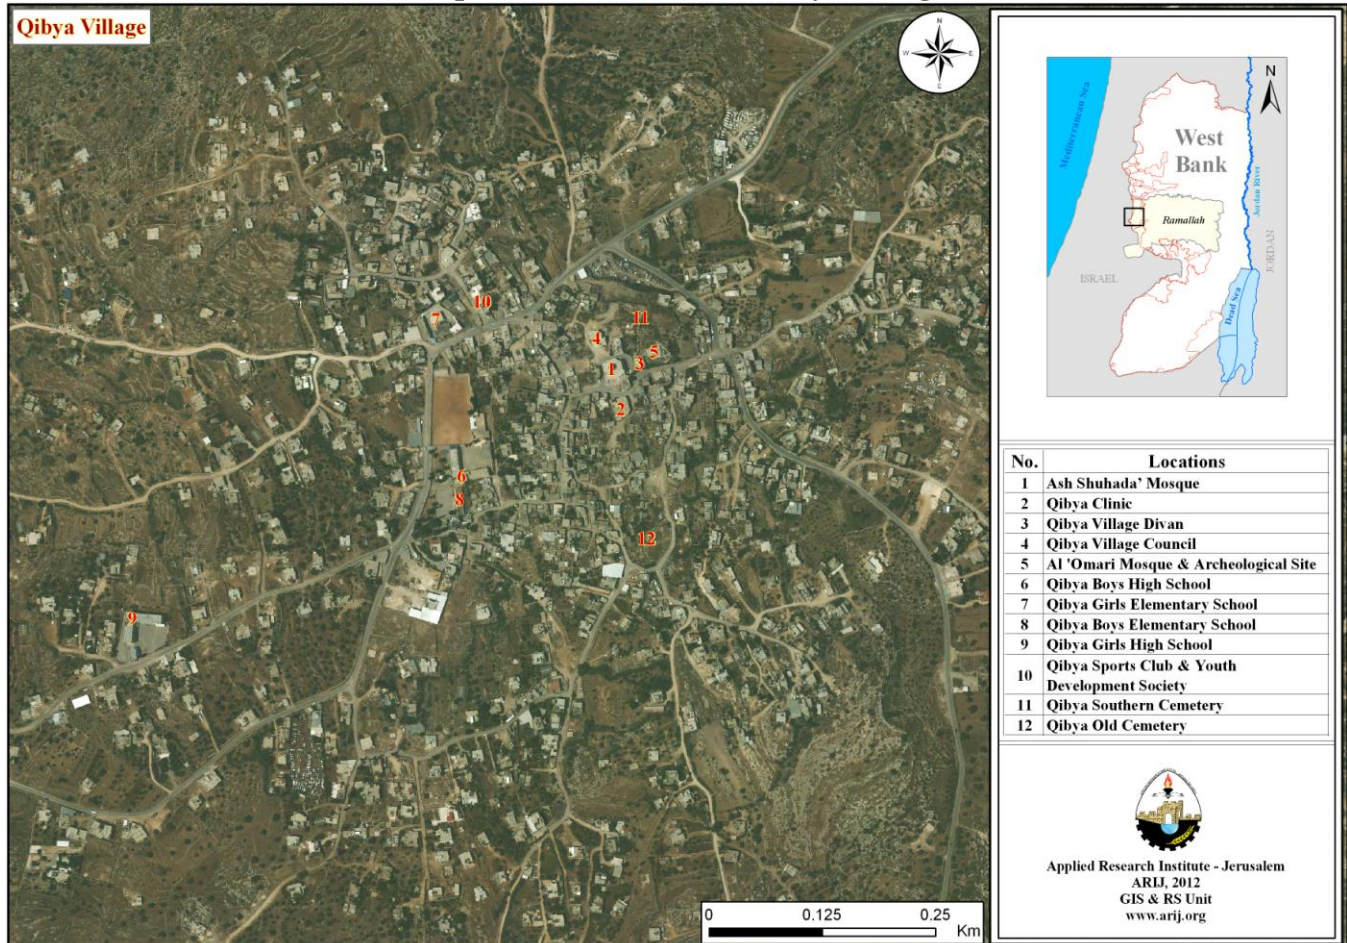 Qibya Village
N
W
E
E
10
7
11
4
5
3
1
2
6
8
12
9
0
0.125
0.25
Km
N
Mediterranean Sea
West
Bank
Jordan River
Ramallah
JORDAN
ISRAEL
Dead Sea
No. Locations
1 Ash Shuhada’ Mosque
2 Qibya Clinic
3 Qibya Village Divan
4 Qibya Village Council
5 Al 'Omari Mosque & Archeological Site
6 Qibya Boys High School
7 Qibya Girls Elementary School
8 Qibya Boys Elementary School
9 Qibya Girls High School
10 Qibya Sports Club & Youth
Development Society
11 Qibya Southern Cemetery
12 Qibya Old Cemetery
Applied Research Institute - Jerusalem
ARIJ, 2012
GIS & RS Unit
www.arij.org